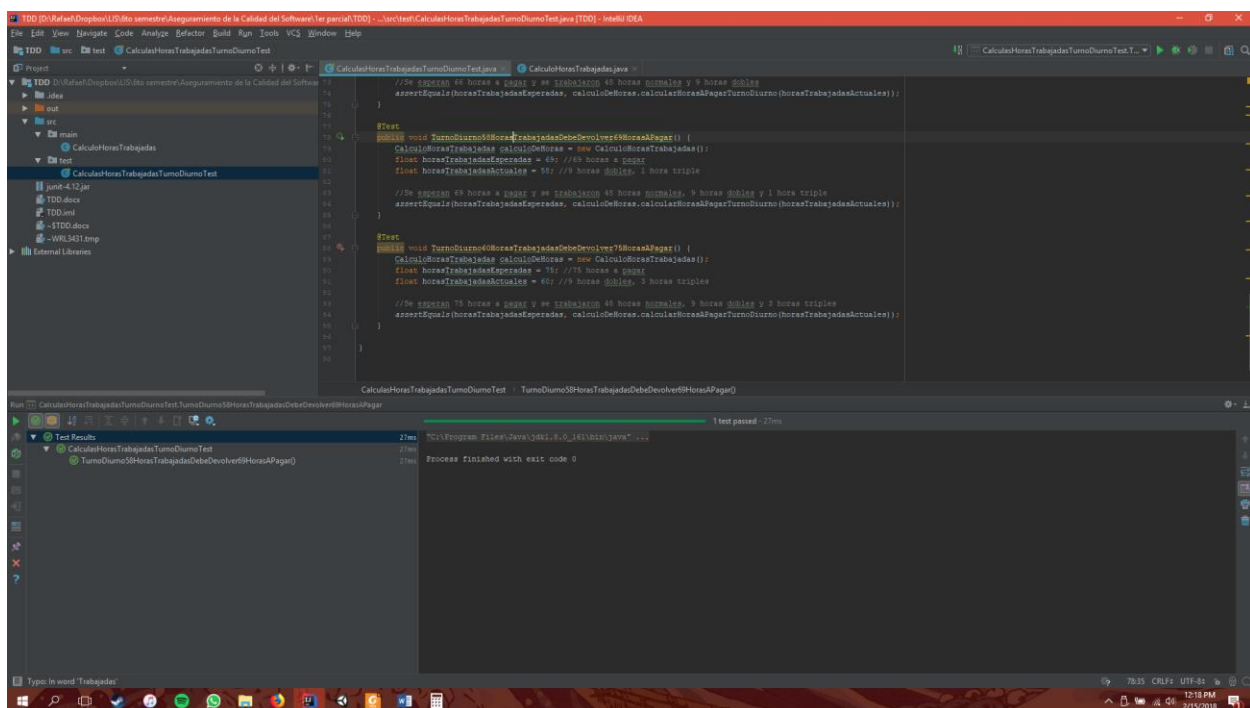 TDD [D:\Rafael\Dropbox\LIS\6to semestre\Aseguramiento de la Calidad del Software\1er parcial\TDD] - ...\src\test\CalculasHorasTrabajadasTurnoDiurnoTest.java [TDD] - IntelliJ IDEA
File Edit View Navigate Code Analyze Refactor Build Run Tools VCS Window Help
TDD src test CalculasHorasTrabajadasTurnoDiurnoTest
CalculasHorasTrabajadasTurnoDiurnoTest.T...
Project
CalculasHorasTrabajadasTurnoDiurnoTest.java CalculoHorasTrabajadas.java
TDD D:\Rafael\Dropbox\LIS\6to semestre\Aseguramiento de la Calidad del Softwar
.idea
out
src
main
CalculoHorasTrabajadas
test
CalculasHorasTrabajadasTurnoDiurnoTest
junit-4.12.jar
TDD.docx
TDD.iml
~$TDD.docx
~WRL3431.tmp
External Libraries
//Se esperan 66 horas a pagar y se trabajaron 48 horas normales y 9 horas dobles
assertEquals(horasTrabajadasEsperadas, calculoDeHoras.calcularHorasAPagar(horasTrabajadasActuales));
}
@Test
public void TurnoDiurno58HorasTrabajadasDebeDevolver69HorasAPagar() {
CalculoHorasTrabajadas calculoDeHoras = new CalculoHorasTrabajadas();
float horasTrabajadasEsperadas = 69; //69 horas a pagar
float horasTrabajadasActuales = 58; //9 horas dobles, 1 hora triple
//Se esperan 69 horas a pagar y se trabajaron 48 horas normales, 9 horas dobles y 1 hora triple
assertEquals(horasTrabajadasEsperadas, calculoDeHoras.calcularHorasAPagarTurnoDiurno(horasTrabajadasActuales));
}
@Test
public void TurnoDiurno60HorasTrabajadasDebeDevolver75HorasAPagar() {
CalculoHorasTrabajadas calculoDeHoras = new CalculoHorasTrabajadas();
float horasTrabajadasEsperadas = 75; //75 horas a pagar
float horasTrabajadasActuales = 60; //9 horas dobles, 3 horas triples
//Se esperan 75 horas a pagar y se trabajaron 48 horas normales, 9 horas dobles y 3 horas triples
assertEquals(horasTrabajadasEsperadas, calculoDeHoras.calcularHorasAPagarTurnoDiurno(horasTrabajadasActuales));
}
}
CalculasHorasTrabajadasTurnoDiurnoTest TurnoDiurno58HorasTrabajadasDebeDevolver69HorasAPagar()
Run CalculasHorasTrabajadasTurnoDiurnoTest.TurnoDiurno58HorasTrabajadasDebeDevolver69HorasAPagar
1 test passed - 27ms
Test Results 27ms
CalculasHorasTrabajadasTurnoDiurnoTest 27ms
TurnoDiurno58HorasTrabajadasDebeDevolver69HorasAPagar() 27ms
"C:\Program Files\Java\jdk1.8.0_161\bin\java" ...
Process finished with exit code 0
Typo: In word 'Trabajadas' 78:35 CRLF÷ UTF-8÷
12:18 PM
2/15/2018